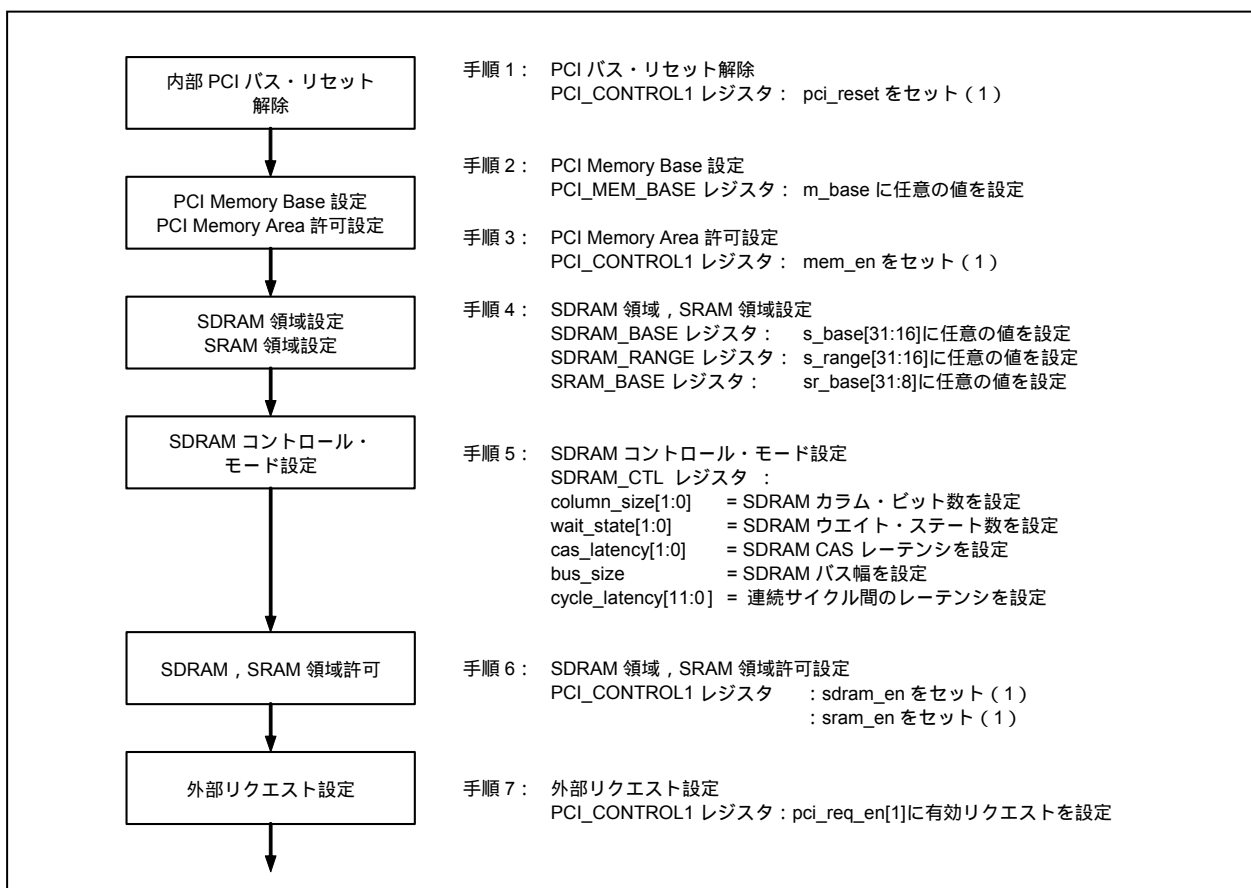 内部 PCI バス・リセット
解除
手順 1： PCI バス・リセット解除
PCI_CONTROL1 レジスタ： pci_reset をセット（1）
PCI Memory Base 設定
PCI Memory Area 許可設定
手順 2： PCI Memory Base 設定
PCI_MEM_BASE レジスタ： m_base に任意の値を設定
手順 3： PCI Memory Area 許可設定
PCI_CONTROL1 レジスタ： mem_en をセット（1）
SDRAM 領域設定
SRAM 領域設定
手順 4： SDRAM 領域，SRAM 領域設定
SDRAM_BASE レジスタ： s_base[31:16]に任意の値を設定
SDRAM_RANGE レジスタ： s_range[31:16]に任意の値を設定
SRAM_BASE レジスタ： sr_base[31:8]に任意の値を設定
SDRAM コントロール・
モード設定
手順 5： SDRAM コントロール・モード設定
SDRAM_CTL レジスタ ：
column_size[1:0] = SDRAM カラム・ビット数を設定
wait_state[1:0] = SDRAM ウエイト・ステート数を設定
cas_latency[1:0] = SDRAM CAS レーテンシを設定
bus_size = SDRAM バス幅を設定
cycle_latency[11:0] = 連続サイクル間のレーテンシを設定
SDRAM，SRAM 領域許可
手順 6： SDRAM 領域，SRAM 領域許可設定
PCI_CONTROL1 レジスタ ：sdram_en をセット（1）
：sram_en をセット（1）
外部リクエスト設定
手順 7： 外部リクエスト設定
PCI_CONTROL1 レジスタ：pci_req_en[1]に有効リクエストを設定